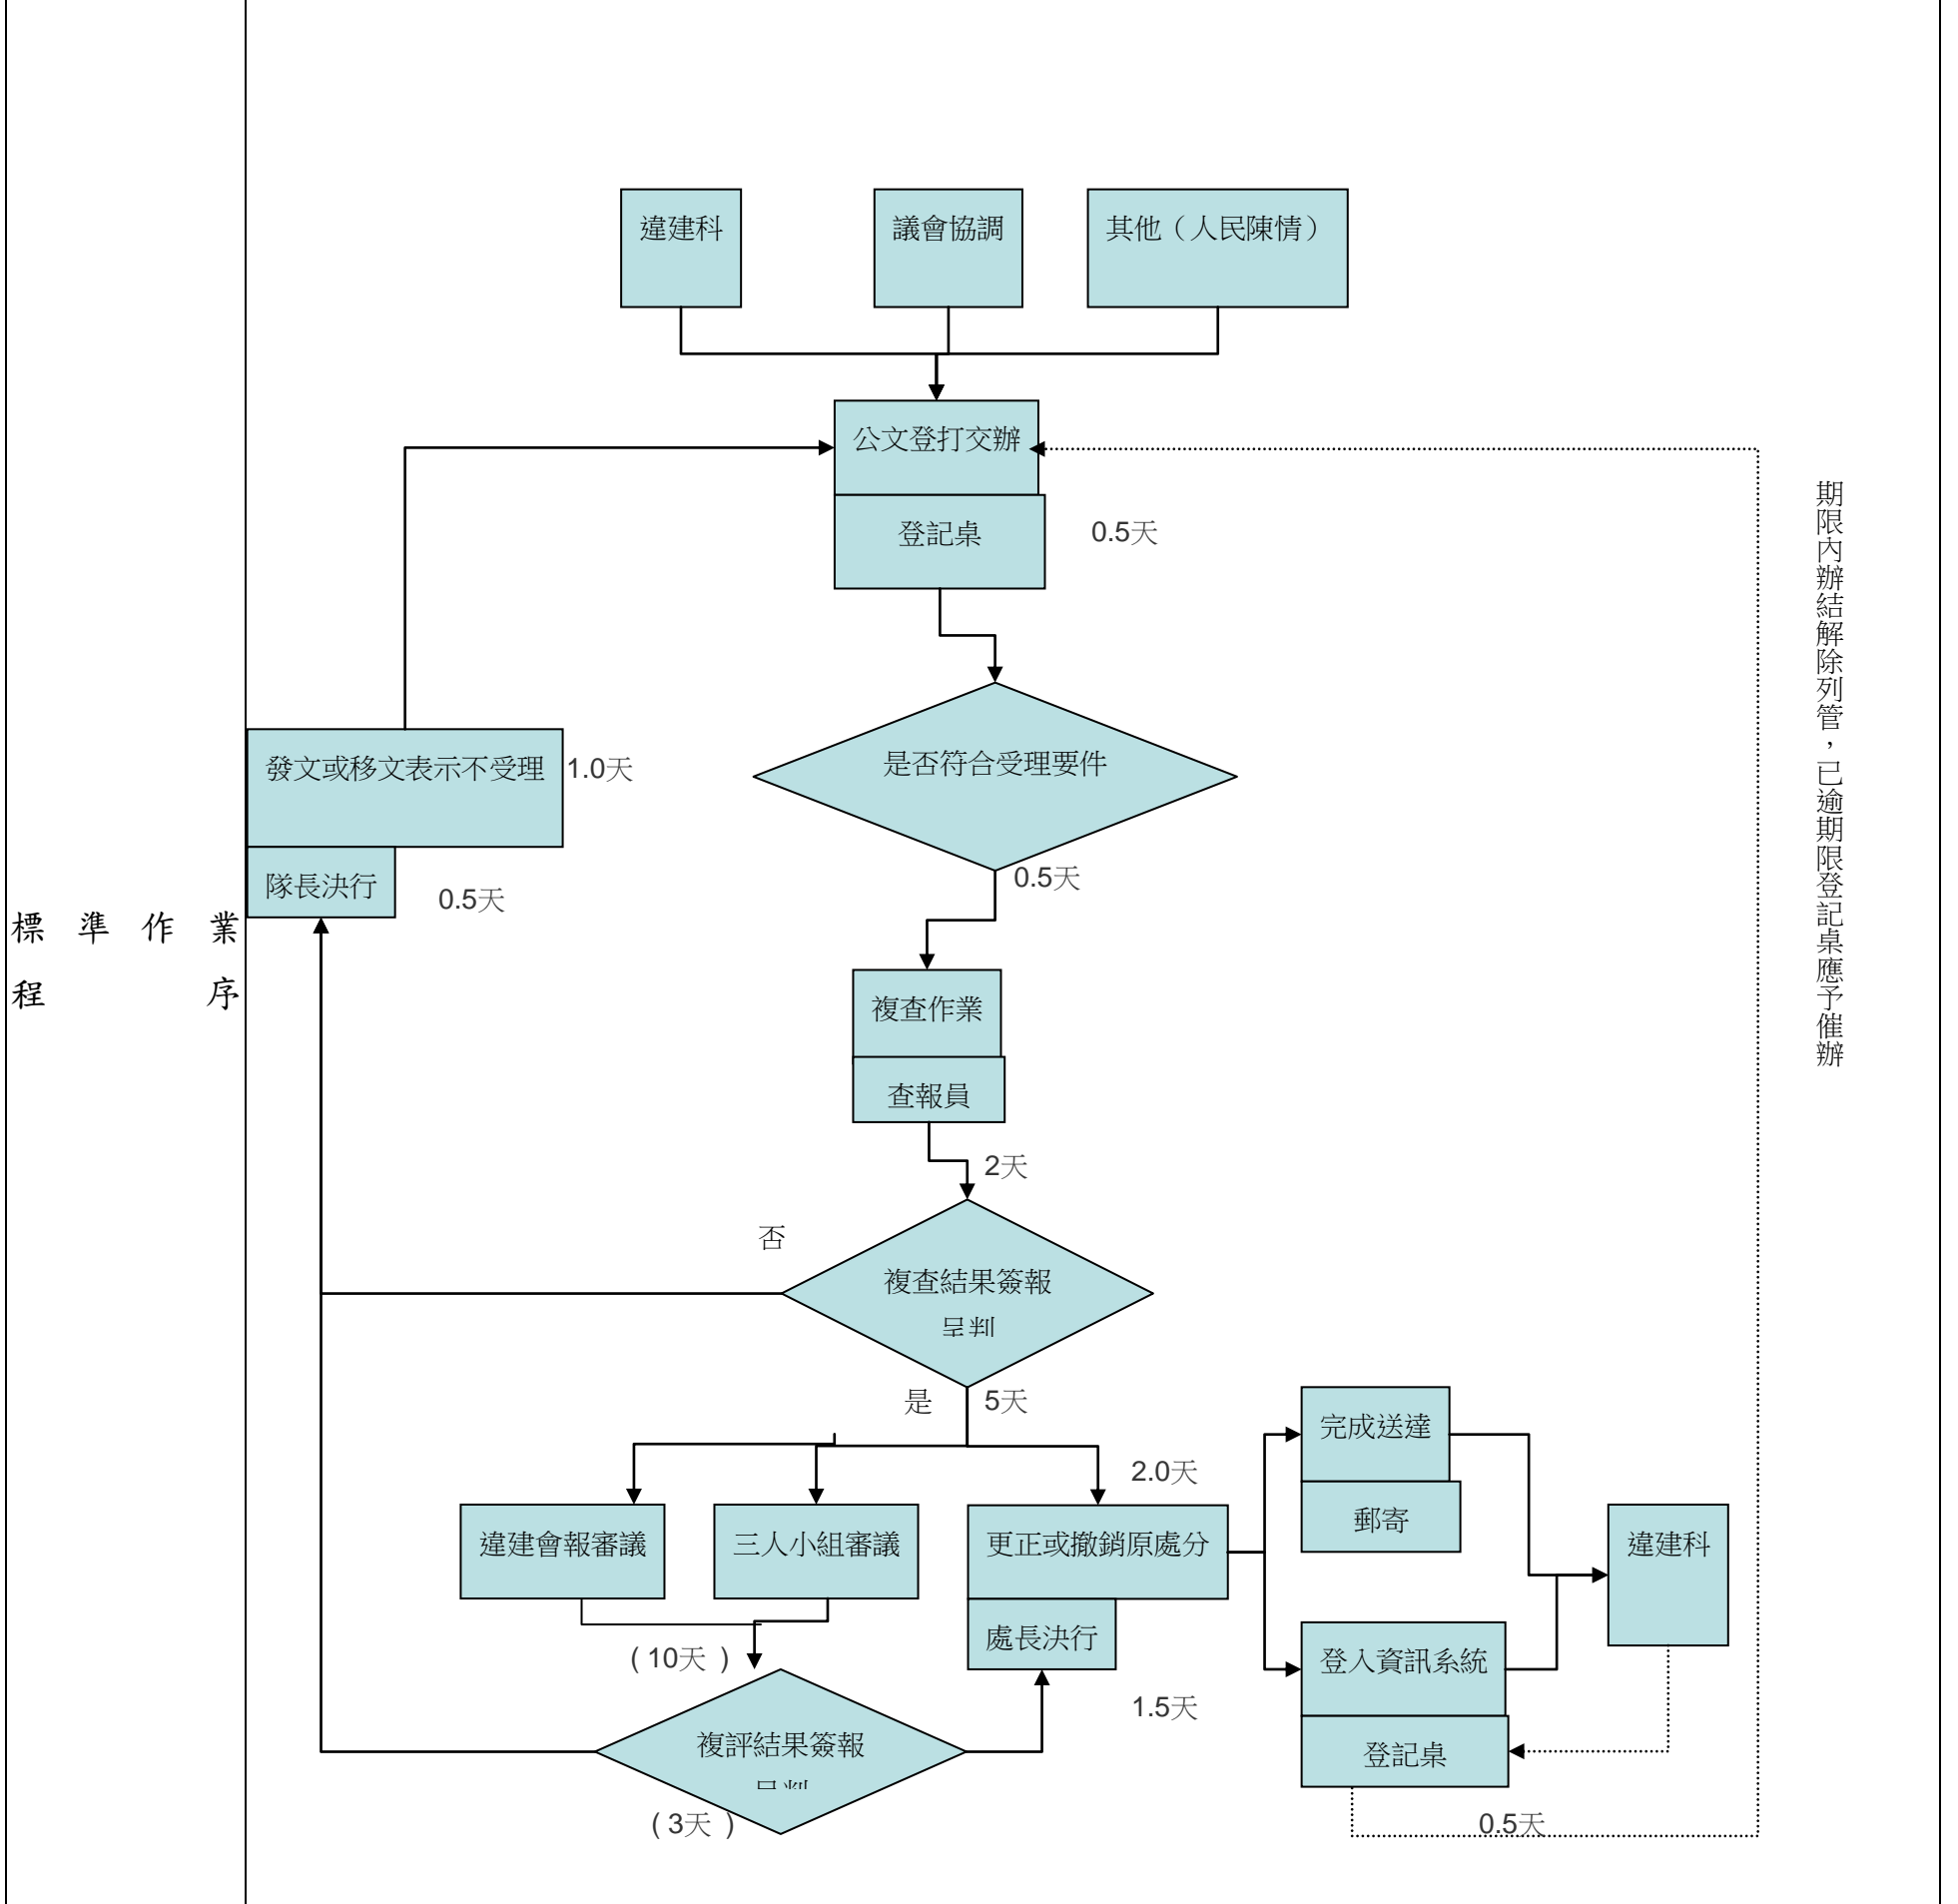 違建科
議會協調
其他（人民陳情）
公文登打交辦
登記桌
0.5天
是否符合受理要件
0.5天
發文或移文表示不受理
1.0天
隊長決行
0.5天
標準作業
程序
複查作業
查報員
2天
否
複查結果簽報
呈判
是
5天
2.0天
違建會報審議
三人小組審議
更正或撤銷原處分
處長決行
1.5天
(10天)
複評結果簽報
(3天)
完成送達
郵寄
違建科
登入資訊系統
登記桌
0.5天
期限內辦結解除列管，已逾期限登記桌應予催辦